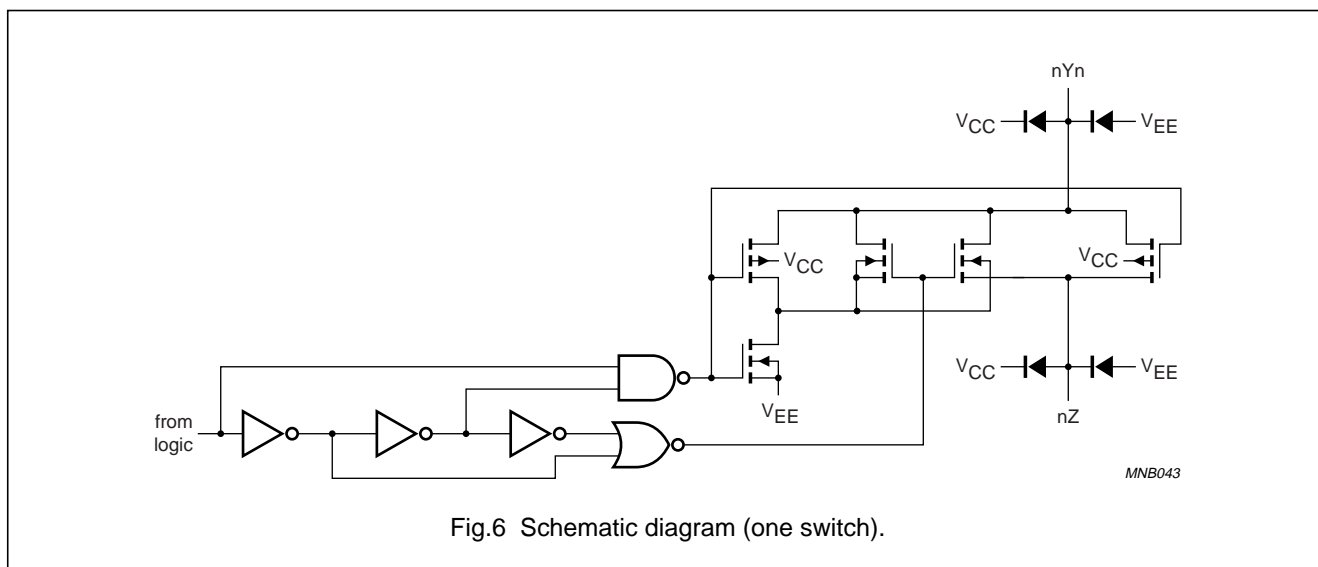 nYn
VCC VEE
VCC VCC
VCC VEE
VEE nZ
from
logic
MNB043
Fig.6 Schematic diagram (one switch).